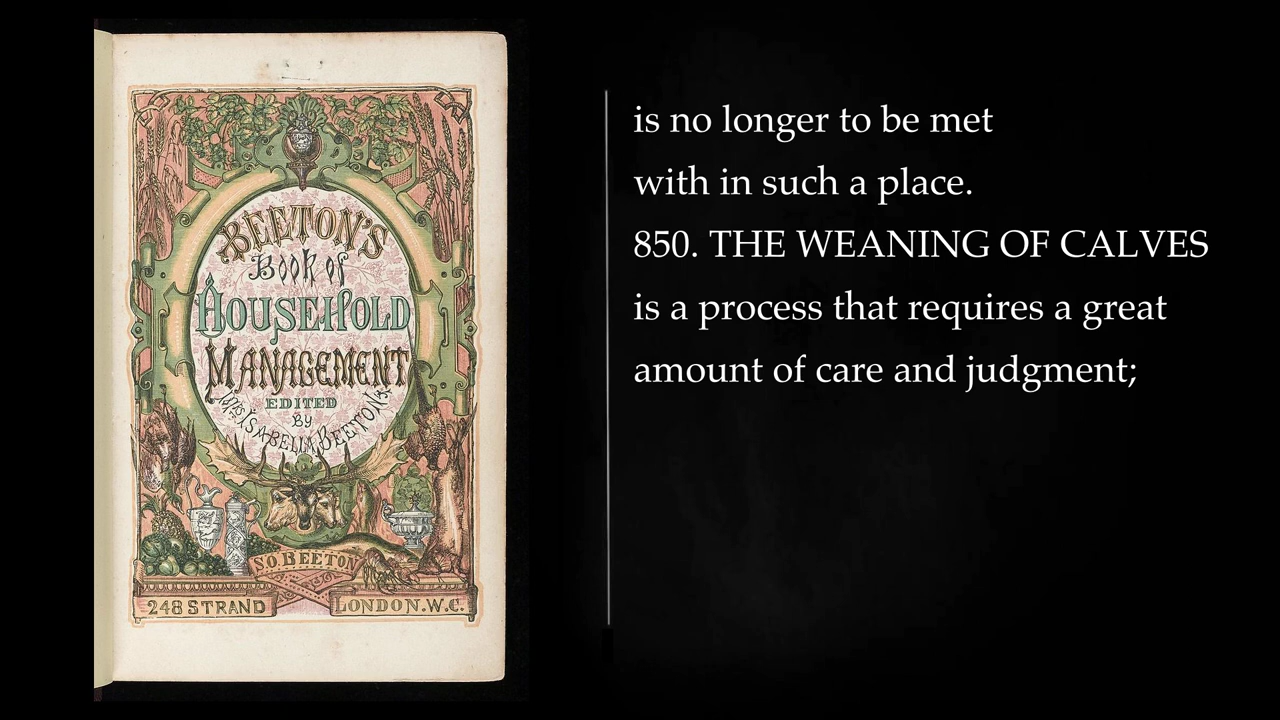 BEETON'S
Book of
HOUSEHOLD
MANAGEMENT
EDITED
BY
MRS ISABELLA BEETON
S.O. BEETON
248 STRAND
LONDON. W.C.
is no longer to be met
with in such a place.
850. THE WEANING OF CALVES
is a process that requires a great
amount of care and judgment;